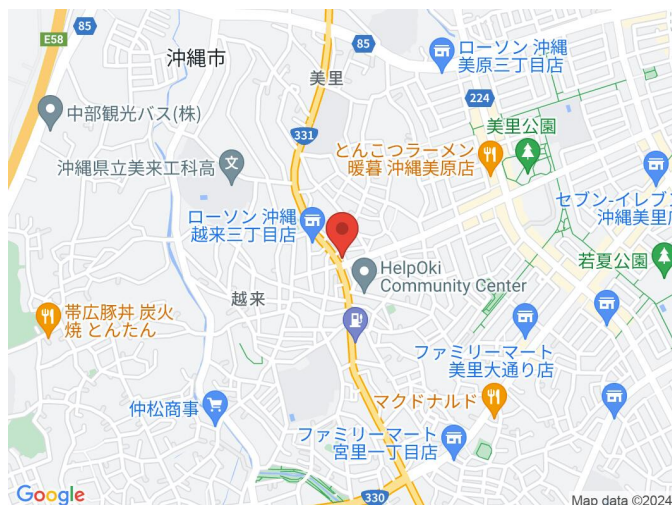 85
E58
沖縄市
85
ローソン 沖縄
美原三丁目店
美里
中部観光バス(株)
224
美里公園
331
とんこつラーメン
暖暮 沖縄美原店
沖縄県立美来工科高
セブン-イレブン
沖縄美里店
ローソン 沖縄
越来三丁目店
若夏公園
HelpOki
Community Center
越来
帯広豚丼 炭火
焼 とんたん
ファミリーマート
美里大通り店
仲松商事
マクドナルド
ファミリーマート
宮里一丁目店
330
Google
Map data ©2024